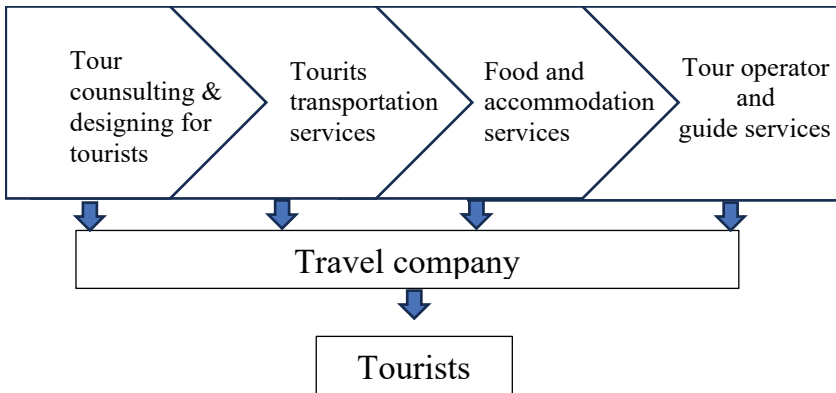 Tour
counsulting &
designing for
tourists
Tourits
transportation
services
Food and
accommodation
services
Tour operator
and
guide services
Travel company
Tourists